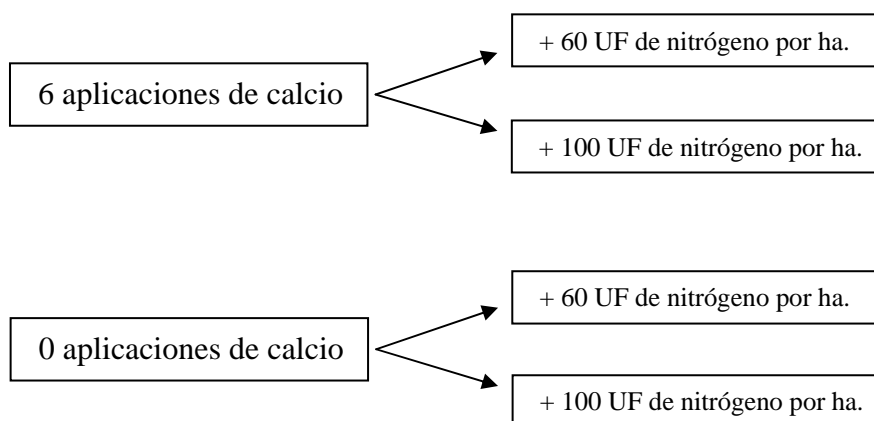 + 60 UF de nitrógeno por ha.
6 aplicaciones de calcio
+ 100 UF de nitrógeno por ha.
+ 60 UF de nitrógeno por ha.
0 aplicaciones de calcio
+ 100 UF de nitrógeno por ha.